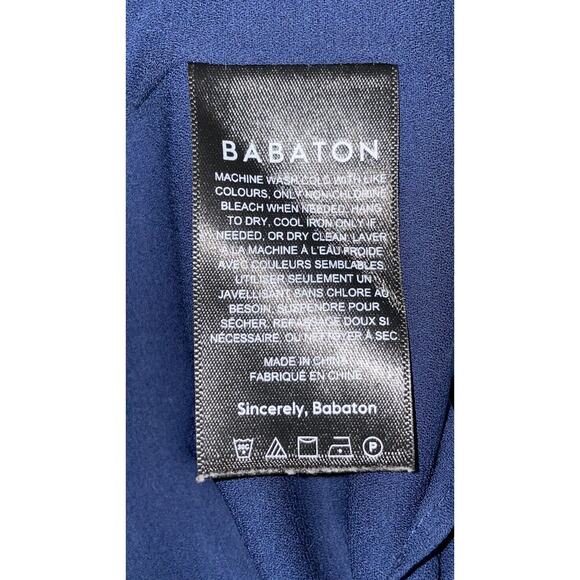 BABATON
MACHINE WASH COLD WITH LIKE
COLOURS, ONLY NON-CHLORINE
BLEACH WHEN NEEDED, HANG
TO DRY, COOL IRON ONLY IF
NEEDED, OR DRY CLEAN. LAVER
À LA MACHINE À L'EAU FROIDE
AVEC COULEURS SEMBLABLES,
UTILISER SEULEMENT UN
JAVELLISANT SANS CHLORE AU
BESOIN, SUSPENDRE POUR
SÉCHER, REPASSAGE DOUX SI
NÉCESSAIRE, OU NETTOYER À SEC
MADE IN CHINA
FABRIQUÉ EN CHINE
Sincerely, Babaton
P